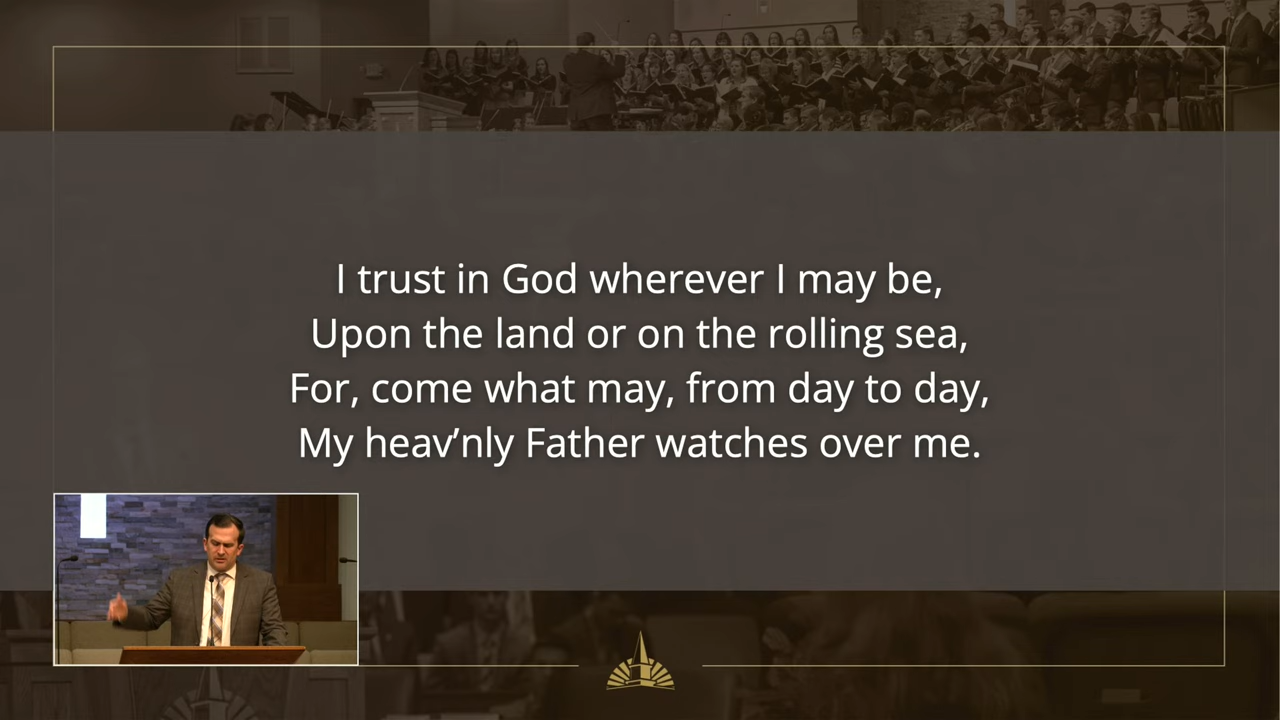 I trust in God wherever I may be,
Upon the land or on the rolling sea,
For, come what may, from day to day,
My heav’nly Father watches over me.